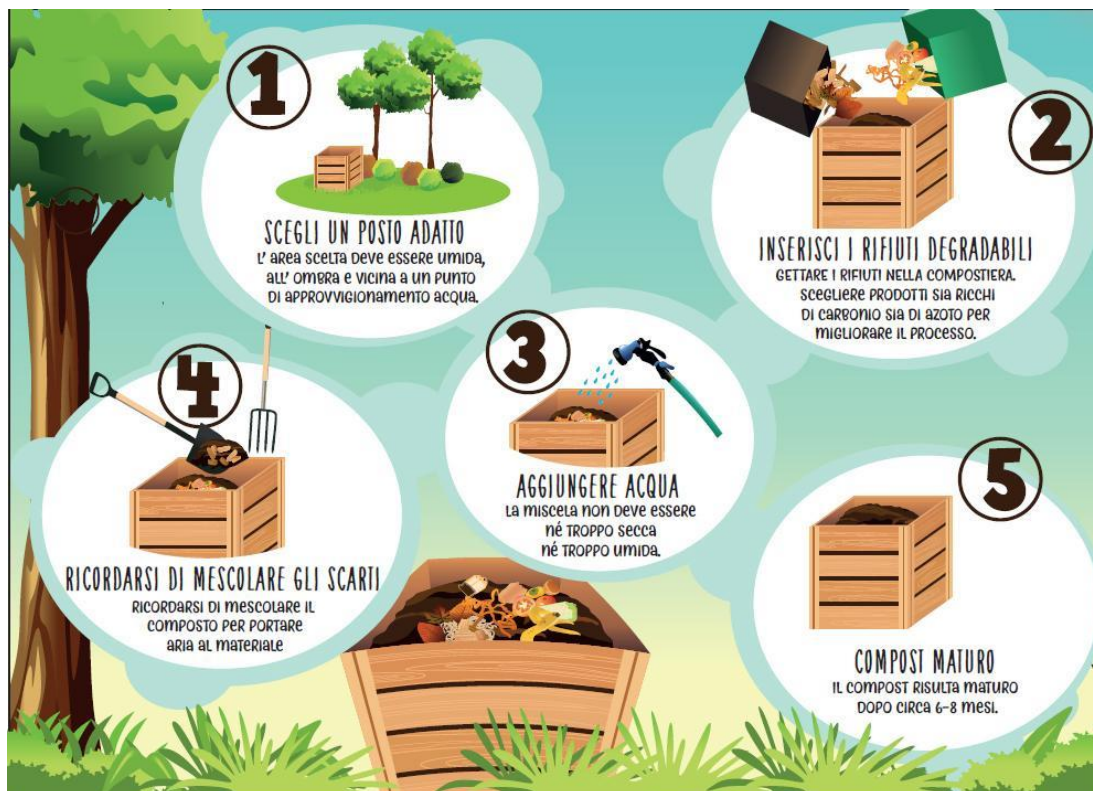 1
SCEGLI UN POSTO ADATTO
L' AREA SCELTA DEVE ESSERE UMIDA,
ALL' OMBRA E VICINA A UN PUNTO
DI APPROVVIGIONAMENTO ACQUA.
2
INSERISCI I RIFIUTI DEGRADABILI
GETTARE I RIFIUTI NELLA COMPOSTIERA.
SCEGLIERE PRODOTTI SIA RICCHI
DI CARBONIO SIA DI AZOTO PER
MIGLIORARE IL PROCESSO.
3
AGGIUNGERE ACQUA
LA MISCELA NON DEVE ESSERE
NÉ TROPPO SECCA
NÉ TROPPO UMIDA.
4
RICORDARSI DI MESCOLARE GLI SCARTI
RICORDARSI DI MESCOLARE IL
COMPOSTO PER PORTARE
ARIA AL MATERIALE
5
COMPOST MATURO
IL COMPOST RISULTA MATURO
DOPO CIRCA 6-8 MESI.